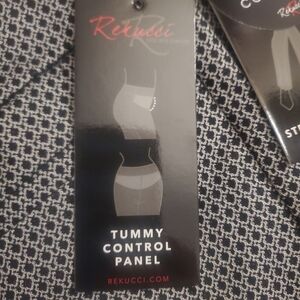 Rekucci
TUMMY
CONTROL
PANEL
REKUCCI.COM